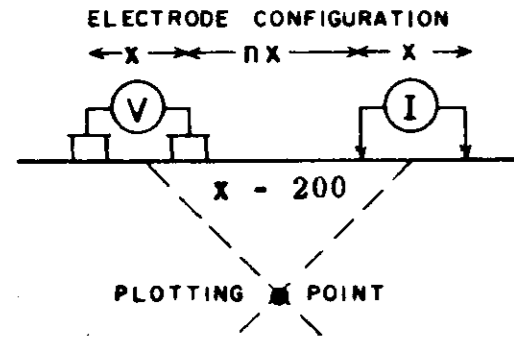 ELECTRODE CONFIGURATION
x nx x
V I
x - 200
PLOTTING POINT